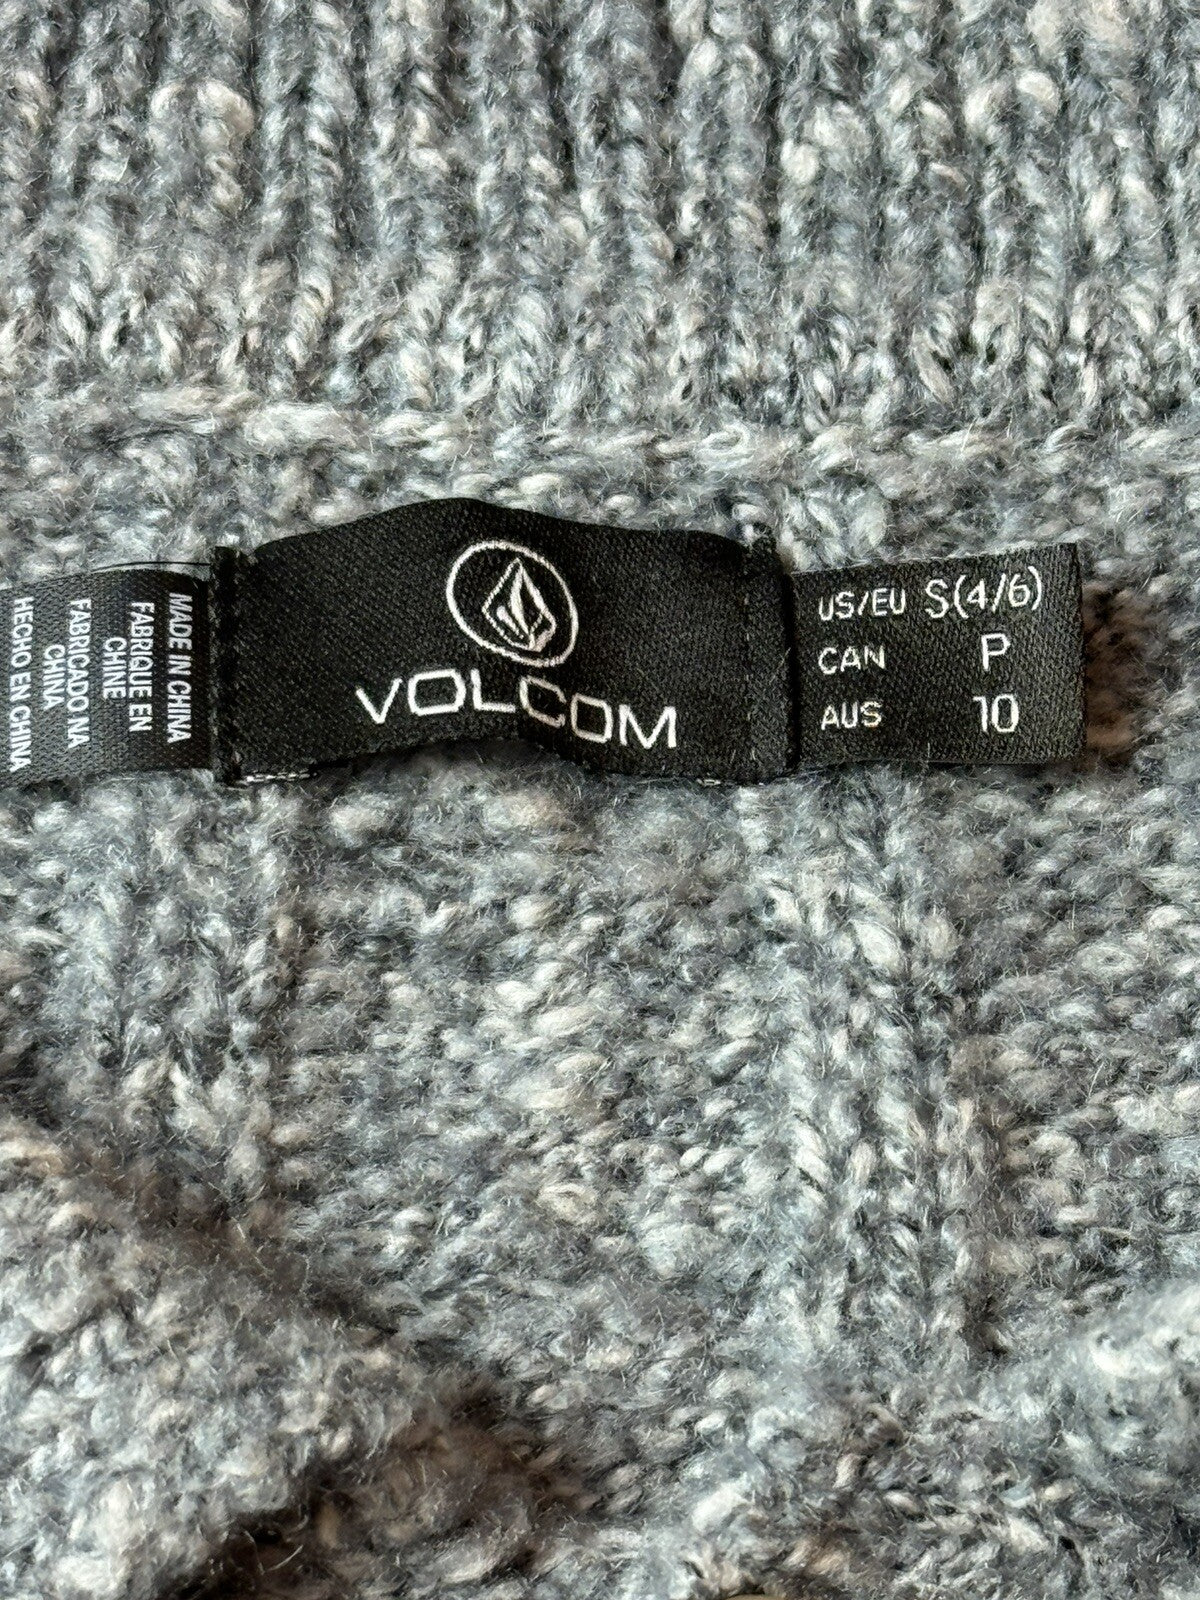 MADE IN CHINA
FABRIQUE EN
CHINE
FABRICADO NA
CHINA
HECHO EN CHINA
VOLCOM
US/EU S(4/6)
CAN P
AUS 10